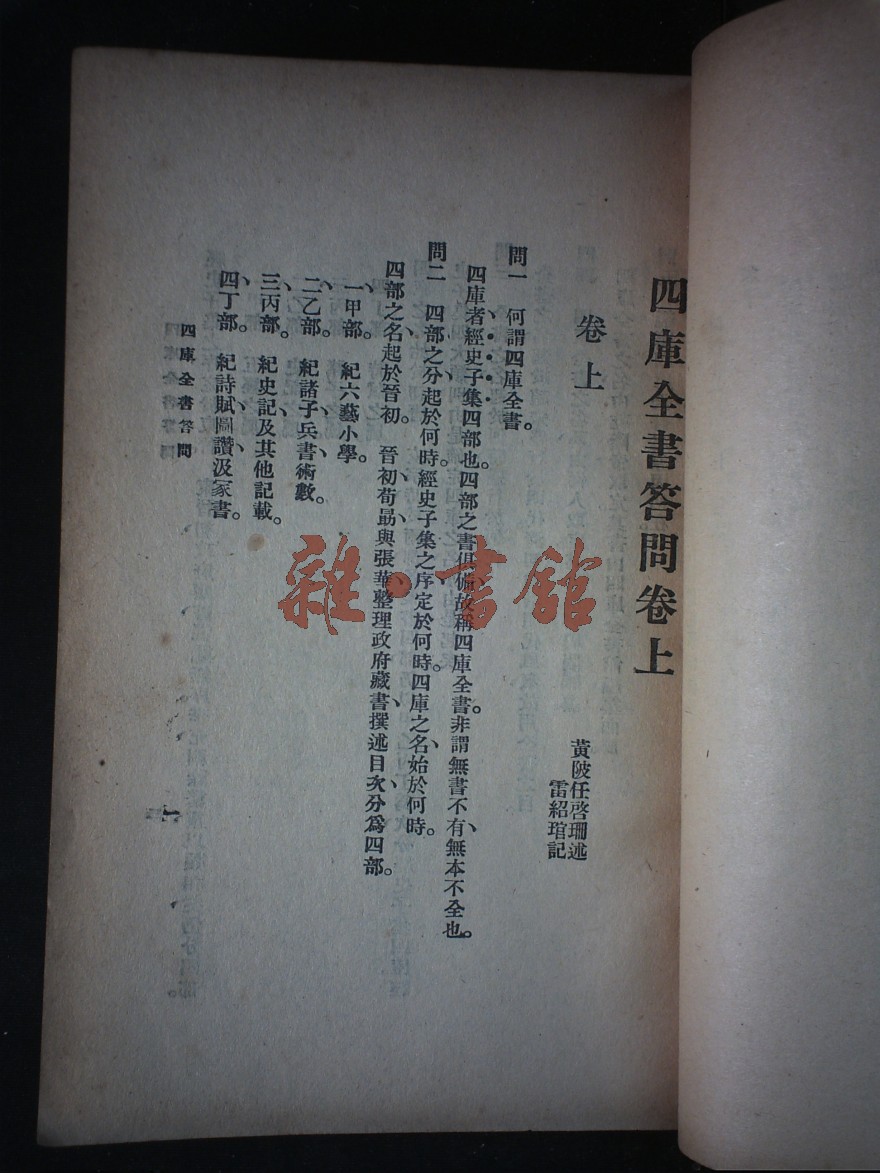 四庫全書答問卷上
卷上
黃陂任啓珊述
雷紹琯記
問一　何謂四庫全書。
四庫者經史子集四部也。四部之書俱備、故稱四庫全書。非謂無書不有、無本不全也。
問二　四部之分起於何時、經史子集之序定於何時。四庫之名、始於何時。
四部之名、起於晉初。　晉初荀勗與張華、整理政府藏書、撰述目次、分爲四部。
一、甲部。　紀六藝小學。
二、乙部。　紀諸子、兵書、術數。
三、丙部。　紀史記及其他記載。
四、丁部。　紀詩賦、圖讚、汲冢書。
四庫全書答問
一
雜·書館